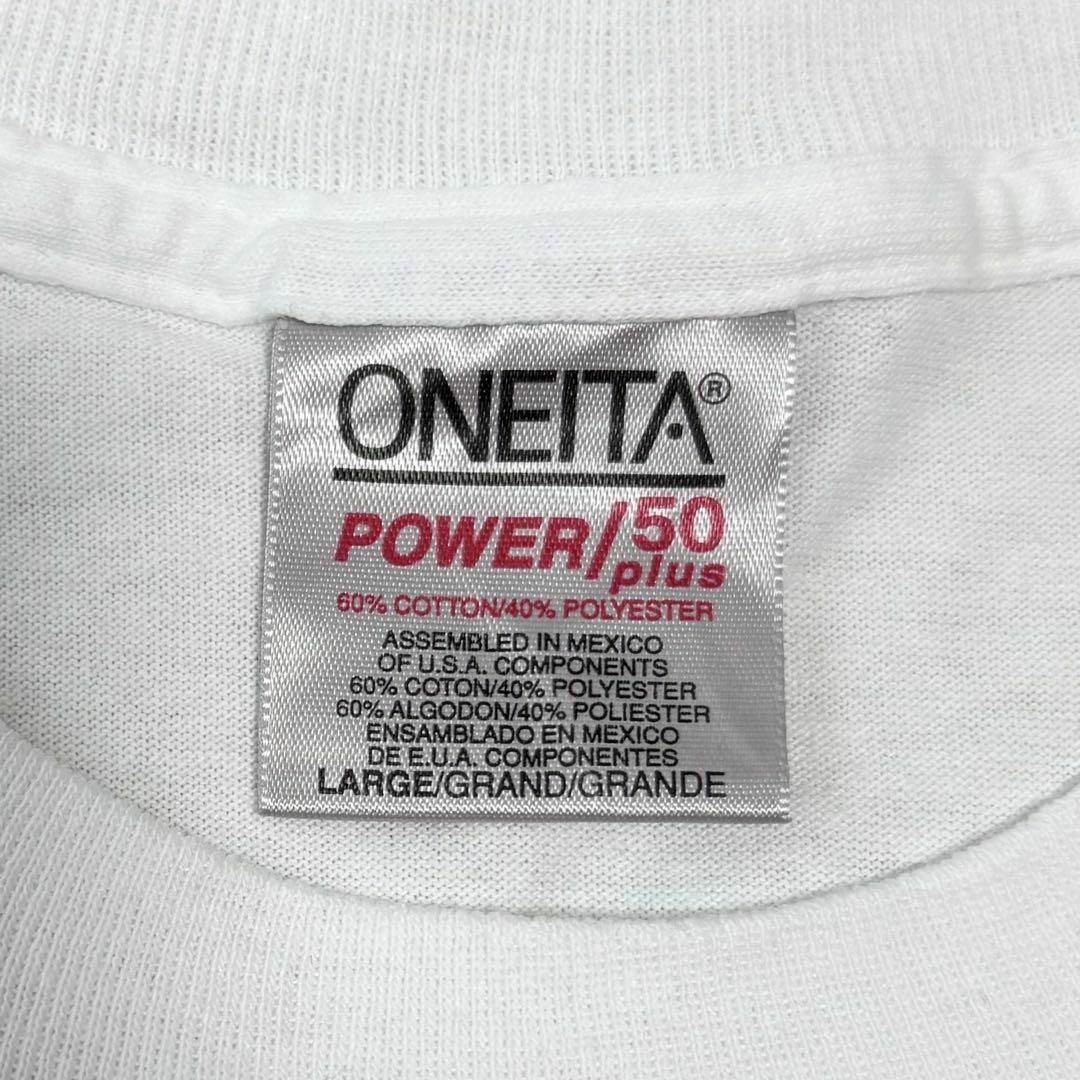 ONEITA®
POWER/50 plus
60% COTTON/40% POLYESTER
ASSEMBLED IN MEXICO
OF U.S.A. COMPONENTS
60% COTON/40% POLYESTER
60% ALGODON/40% POLIESTER
ENSAMBLADO EN MEXICO
DE E.U.A. COMPONENTES
LARGE/GRAND/GRANDE